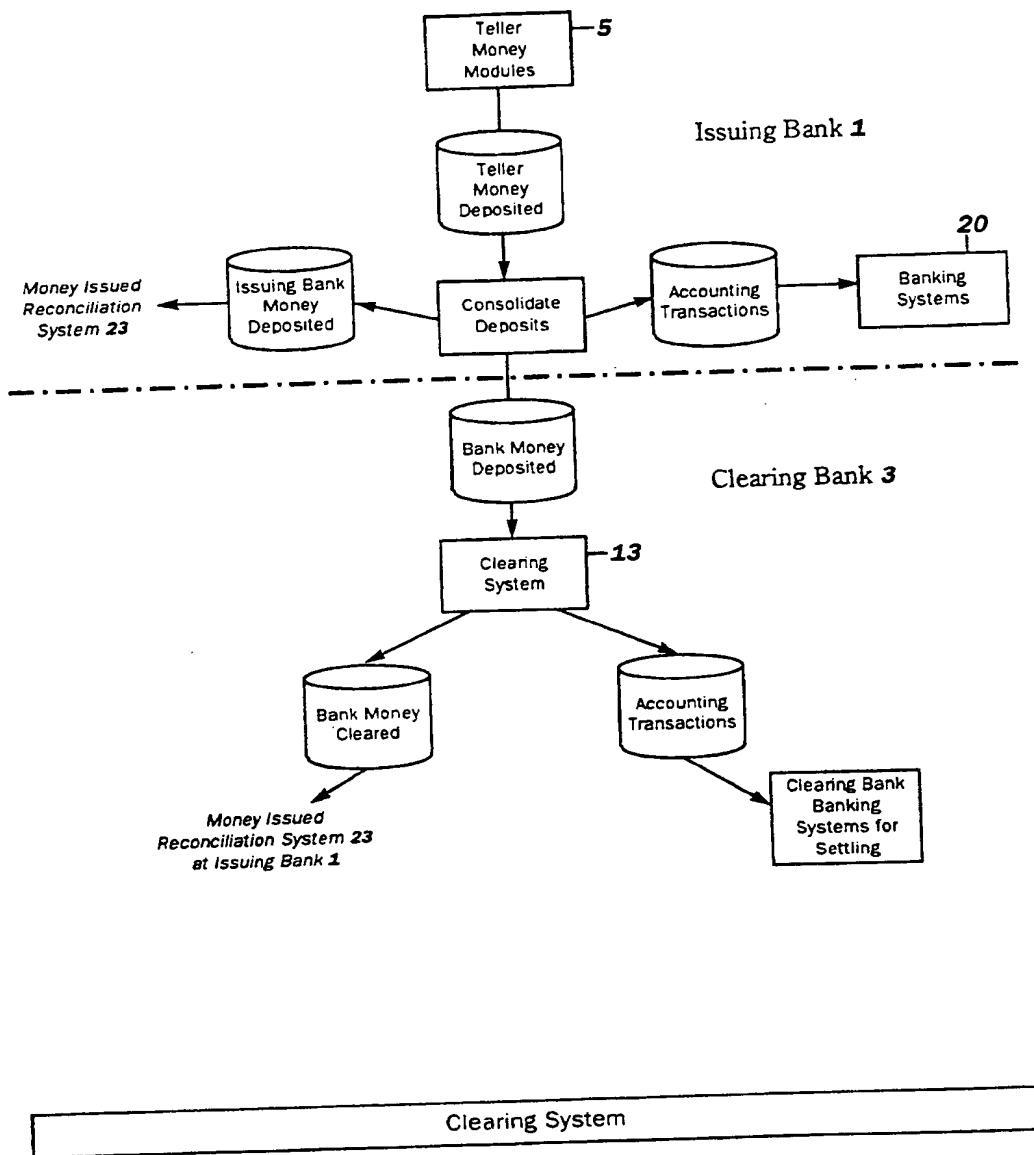 Teller
Money
Modules
5
Issuing Bank 1
Teller
Money
Deposited
20
Money Issued
Reconciliation
System 23
Issuing Bank
Money
Deposited
Consolidate
Deposits
Accounting
Transactions
Banking
Systems
Bank Money
Deposited
Clearing Bank 3
13
Clearing
System
Bank Money
Cleared
Accounting
Transactions
Money Issued
Reconciliation System 23
at Issuing Bank 1
Clearing Bank
Banking
Systems for
Settling
Clearing System